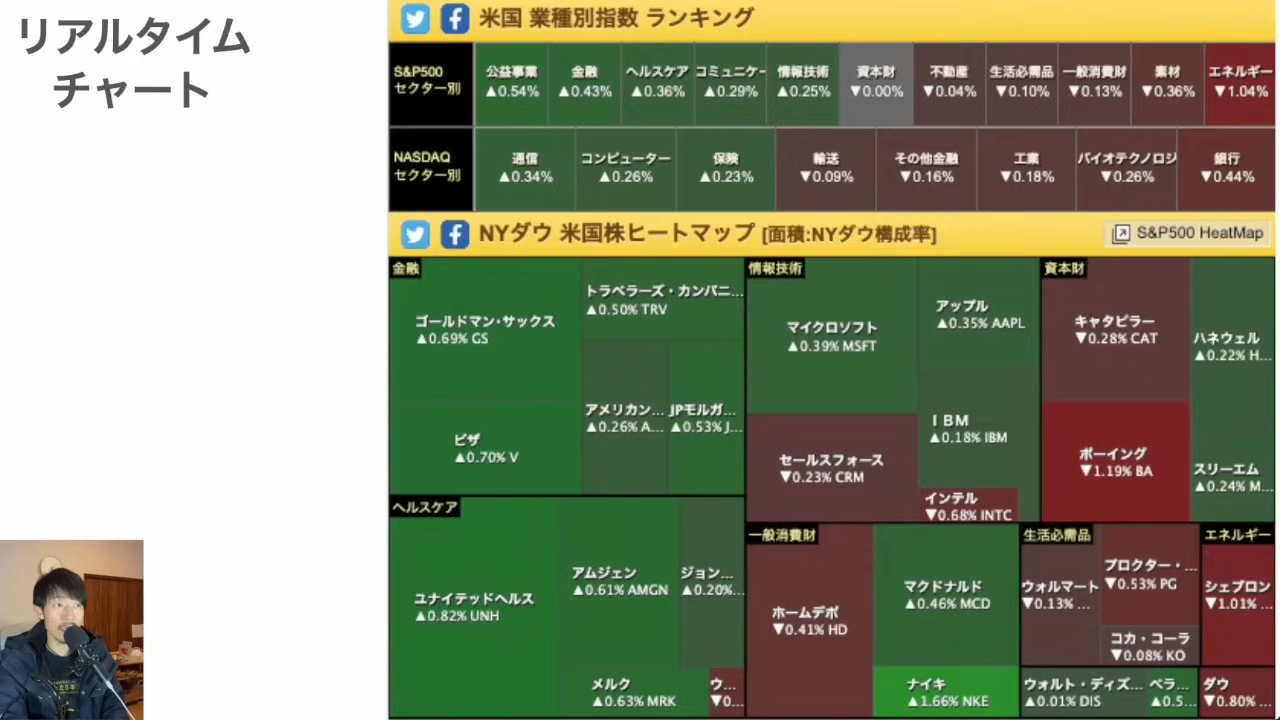 リアルタイム
チャート
米国 業種別指数 ランキング
S&P500
セクター別
公益事業
▲0.54%
金融
▲0.43%
ヘルスケア
▲0.36%
コミュニケー
▲0.29%
情報技術
▲0.25%
資本財
▼0.00%
不動産
▼0.04%
生活必需品
▼0.10%
一般消費財
▼0.13%
素材
▼0.36%
エネルギー
▼1.04%
NASDAQ
セクター別
通信
▲0.34%
コンピューター
▲0.26%
保険
▲0.23%
輸送
▼0.09%
その他金融
▼0.16%
工業
▼0.18%
バイオテクノロジ
▼0.26%
銀行
▼0.44%
NYダウ 米国株ヒートマップ [面積:NYダウ構成率]
S&P500 HeatMap
金融
ゴールドマン・サックス
▲0.69% GS
トラベラーズ・カンパニ...
▲0.50% TRV
ビザ
▲0.70% V
アメリカン...
▲0.26% A...
JPモルガ...
▲0.53% J...
情報技術
マイクロソフト
▲0.39% MSFT
アップル
▲0.35% AAPL
セールスフォース
▼0.23% CRM
IBM
▲0.18% IBM
インテル
▼0.68% INTC
資本財
キャタピラー
▼0.28% CAT
ハネウェル
▲0.22% H...
ボーイング
▼1.19% BA
スリーエム
▲0.24% M...
ヘルスケア
ユナイテッドヘルス
▲0.82% UNH
アムジェン
▲0.61% AMGN
ジョン...
▲0.20%...
メルク
▲0.63% MRK
ウ...
▼0...
一般消費財
ホームデポ
▼0.41% HD
マクドナルド
▲0.46% MCD
ナイキ
▲1.66% NKE
生活必需品
ウォルマート
▼0.13% ...
プロクター・...
▼0.53% PG
コカ・コーラ
▼0.08% KO
エネルギー
シェブロン
▼1.01% ...
ウォルト・ディズ...
▲0.01% DIS
ベラ...
▲0.5...
ダウ
▼0.80% ...